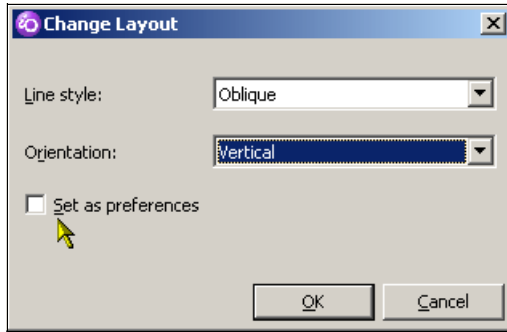 Change Layout
Line style: Oblique
Orientation: Vertical
Set as preferences
OK Cancel